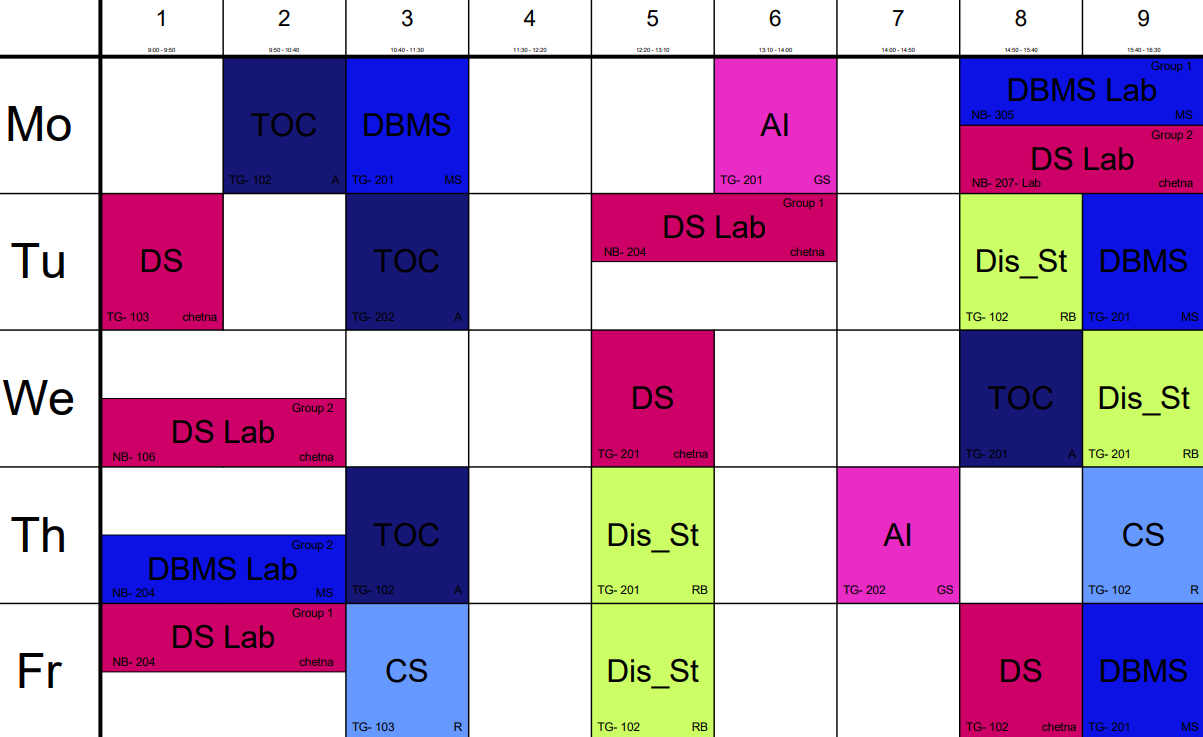 1 2 3 4 5 6 7 8 9
9:00 - 9:50 9:50 - 10:40 10:40 - 11:30 11:30 - 12:20 12:20 - 13:10 13:10 - 14:00 14:00 - 14:50 14:50 - 15:40 15:40 - 16:30
Mo
TOC
TG- 102 A
DBMS
TG- 201 MS
AI
TG- 201 GS
Group 1
DBMS Lab
NB- 305 MS
Group 2
DS Lab
NB- 207- Lab chetna
Tu
DS
TG- 103 chetna
TOC
TG- 202 A
Group 1
DS Lab
NB- 204 chetna
Dis_St
TG- 102 RB
DBMS
TG- 201 MS
We
Group 2
DS Lab
NB- 106 chetna
DS
TG- 201 chetna
TOC
TG- 201 A
Dis_St
TG- 201 RB
Th
Group 2
DBMS Lab
NB- 204 MS
TOC
TG- 102 A
Dis_St
TG- 201 RB
AI
TG- 202 GS
CS
TG- 102 R
Fr
Group 1
DS Lab
NB- 204 chetna
CS
TG- 103 R
Dis_St
TG- 102 RB
DS
TG- 102 chetna
DBMS
TG- 201 MS